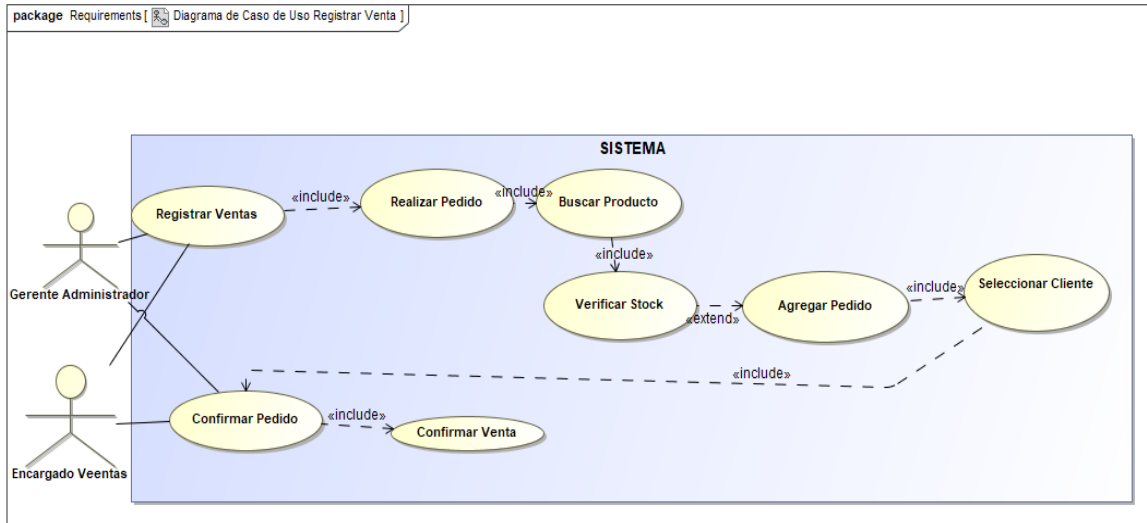 package Requirements [ Diagrama de Caso de Uso Registrar Venta ]
SISTEMA
Registrar Ventas
«include»
Realizar Pedido
«include»
Buscar Producto
«include»
Gerente Administrador
Verificar Stock
«extend»
Agregar Pedido
«include»
Seleccionar Cliente
«include»
Confirmar Pedido
«include»
Confirmar Venta
Encargado Veentas